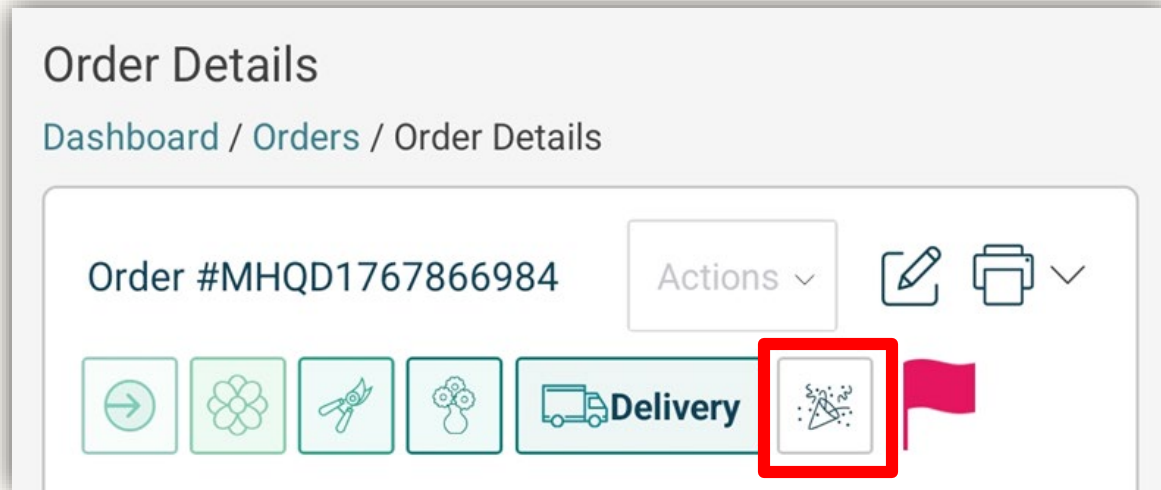 Order Details
Dashboard / Orders / Order Details
Order #MHQD1767866984
Actions
Delivery